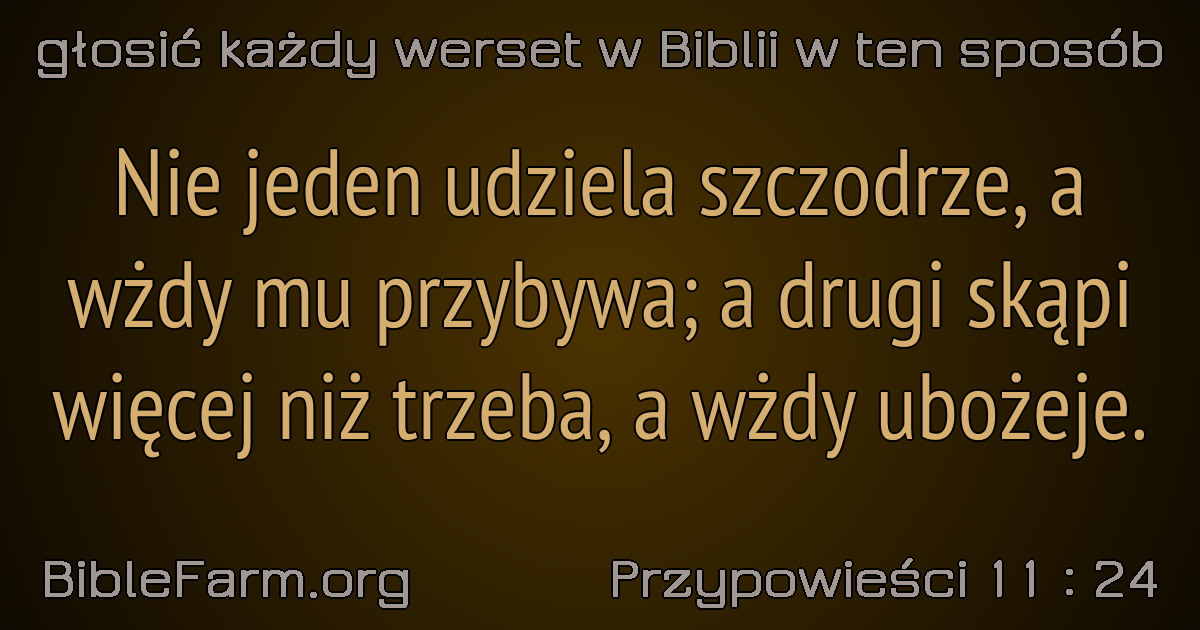 głosić każdy werset w Biblii w ten sposób
Nie jeden udziela szczodrze, a
wżdy mu przybywa; a drugi skąpi
więcej niż trzeba, a wżdy ubożeje.
BibleFarm.org
Przypowieści 11 : 24